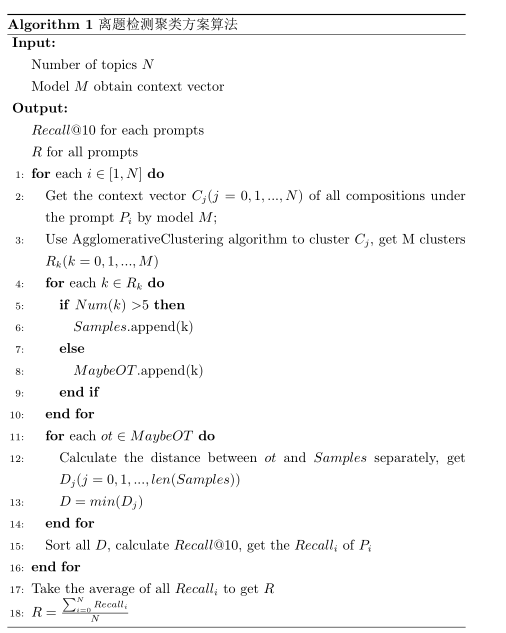 Algorithm 1 离题检测聚类方案算法
Input:
Number of topics N
Model M obtain context vector
Output:
Recall@10 for each prompts
R for all prompts
1: for each i ∈ [1, N] do
2: Get the context vector C_j(j = 0, 1, ..., N) of all compositions under
the prompt P_i by model M;
3: Use AgglomerativeClustering algorithm to cluster C_j, get M clusters
R_k(k = 0, 1, ..., M)
4: for each k ∈ R_k do
5: if Num(k) >5 then
6: Samples.append(k)
7: else
8: MaybeOT.append(k)
9: end if
10: end for
11: for each ot ∈ MaybeOT do
12: Calculate the distance between ot and Samples separately, get
D_j(j = 0, 1, ..., len(Samples))
13: D = min(D_j)
14: end for
15: Sort all D, calculate Recall@10, get the Recall_i of P_i
16: end for
17: Take the average of all Recall_i to get R
18: R = \frac{\sum_{i=0}^{N} Recall_i}{N}